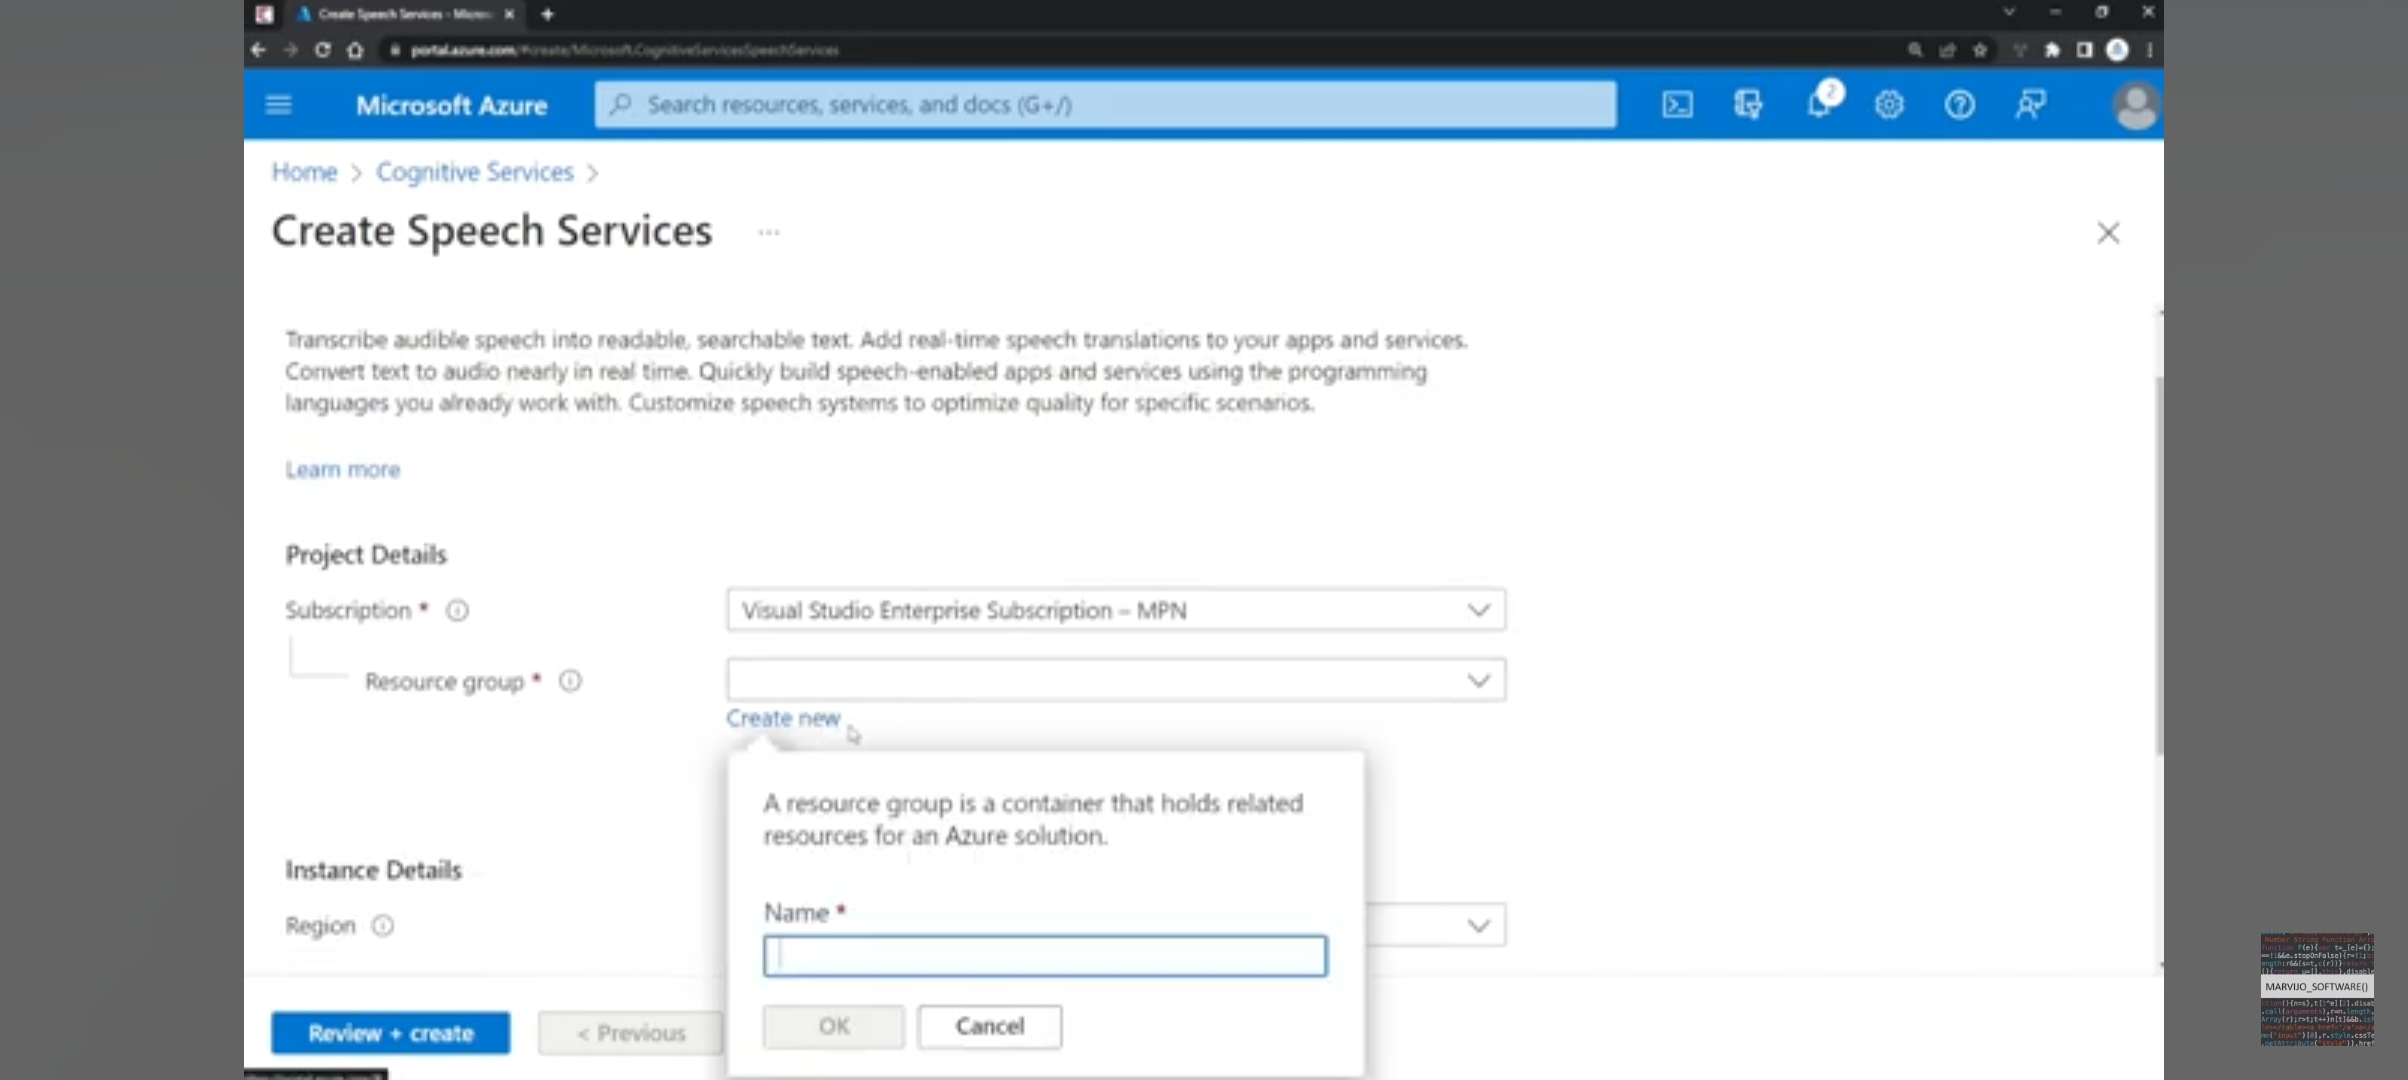 Create Speech Services - Micros
portal.azure.com/#create/Microsoft.CognitiveServicesSpeechServices
Microsoft Azure
Search resources, services, and docs (G+/)
2
Home > Cognitive Services >
Create Speech Services ...
Transcribe audible speech into readable, searchable text. Add real-time speech translations to your apps and services.
Convert text to audio nearly in real time. Quickly build speech-enabled apps and services using the programming
languages you already work with. Customize speech systems to optimize quality for specific scenarios.
Learn more
Project Details
Subscription *
Visual Studio Enterprise Subscription – MPN
Resource group *
Create new
A resource group is a container that holds related
resources for an Azure solution.
Name *
OK
Cancel
Instance Details
Region
Review + create
< Previous
MARVIJO_SOFTWARE()